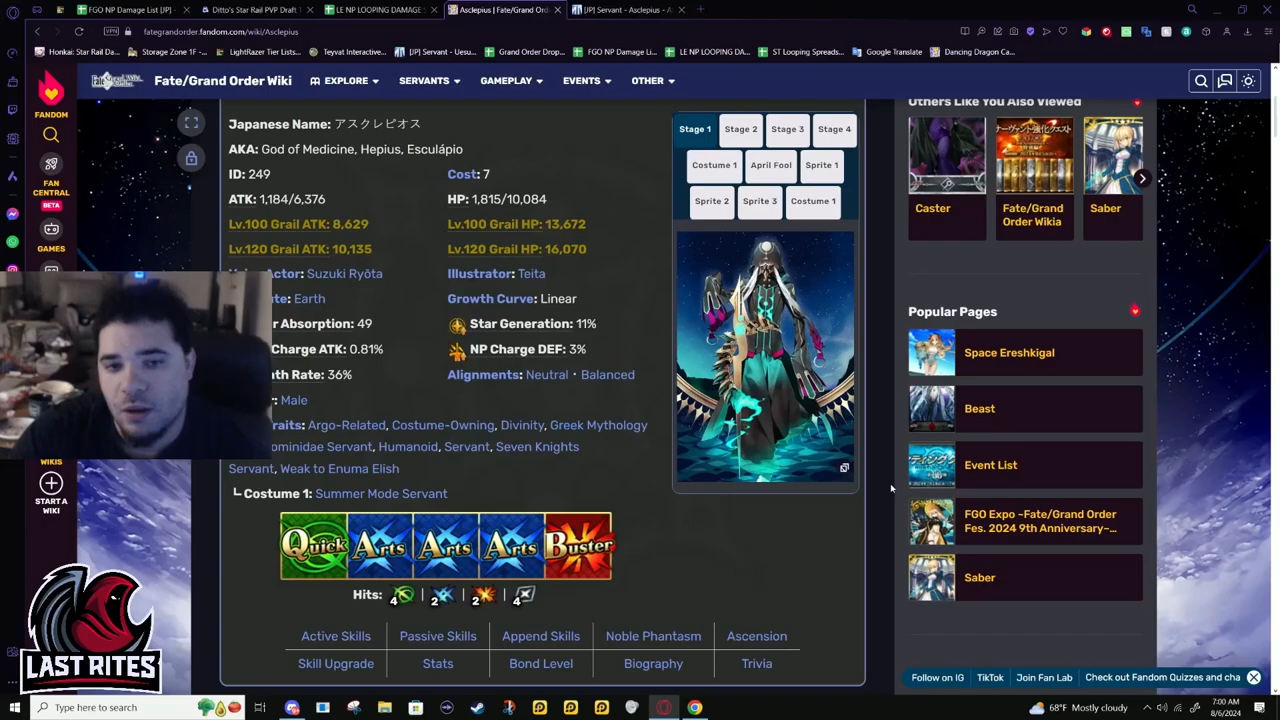 FGO NP Damage List [JP] -
Ditto's Star Rail PVP Draft
LE NP LOOPING DAMAGE
Asclepius | Fate/Grand Or
[JP] Servant - Asclepius - A
VPN
fategrandorder.fandom.com/wiki/Asclepius
Honkai: Star Rail Da...
Storage Zone 1F -...
LightRazer Tier Lists...
Teyvat Interactive...
[JP] Servant - Uesu...
Grand Order Drop...
FGO NP Damage Li...
LE NP LOOPING DA...
ST Looping Spreads...
Google Translate
Dancing Dragon Ca...
Fate/Grand Order Wiki
EXPLORE
SERVANTS
GAMEPLAY
EVENTS
OTHER
FANDOM
FAN CENTRAL
BETA
GAMES
WIKIS
START A WIKI
Japanese Name: アスクレピオス
AKA: God of Medicine, Hepius, Esculápio
ID: 249
Cost: 7
ATK: 1,184/6,376
HP: 1,815/10,084
Lv.100 Grail ATK: 8,629
Lv.100 Grail HP: 13,672
Lv.120 Grail ATK: 10,135
Lv.120 Grail HP: 16,070
Actor: Suzuki Ryōta
Illustrator: Teita
Earth
Growth Curve: Linear
Absorption: 49
Star Generation: 11%
Charge ATK: 0.81%
NP Charge DEF: 3%
Rate: 36%
Alignments: Neutral・Balanced
Male
Argo-Related, Costume-Owning, Divinity, Greek Mythology
Servant, Humanoid, Servant, Seven Knights
Servant, Weak to Enuma Elish
Costume 1: Summer Mode Servant
Quick Arts Arts Arts Buster
Hits: 4 | 2 | 2 | 4
Active Skills
Passive Skills
Append Skills
Noble Phantasm
Ascension
Skill Upgrade
Stats
Bond Level
Biography
Trivia
Stage 1
Stage 2
Stage 3
Stage 4
Costume 1
April Fool
Sprite 1
Sprite 2
Sprite 3
Costume 1
Others Like You Also Viewed
Caster
Fate/Grand Order Wikia
Saber
Popular Pages
Space Ereshkigal
Beast
Event List
FGO Expo ~Fate/Grand Order
Fes. 2024 9th Anniversary~...
Saber
Follow on IG
TikTok
Join Fan Lab
Check out Fandom Quizzes and cha
LAST RITES
Type here to search
68°F Mostly cloudy
7:00 AM
8/6/2024